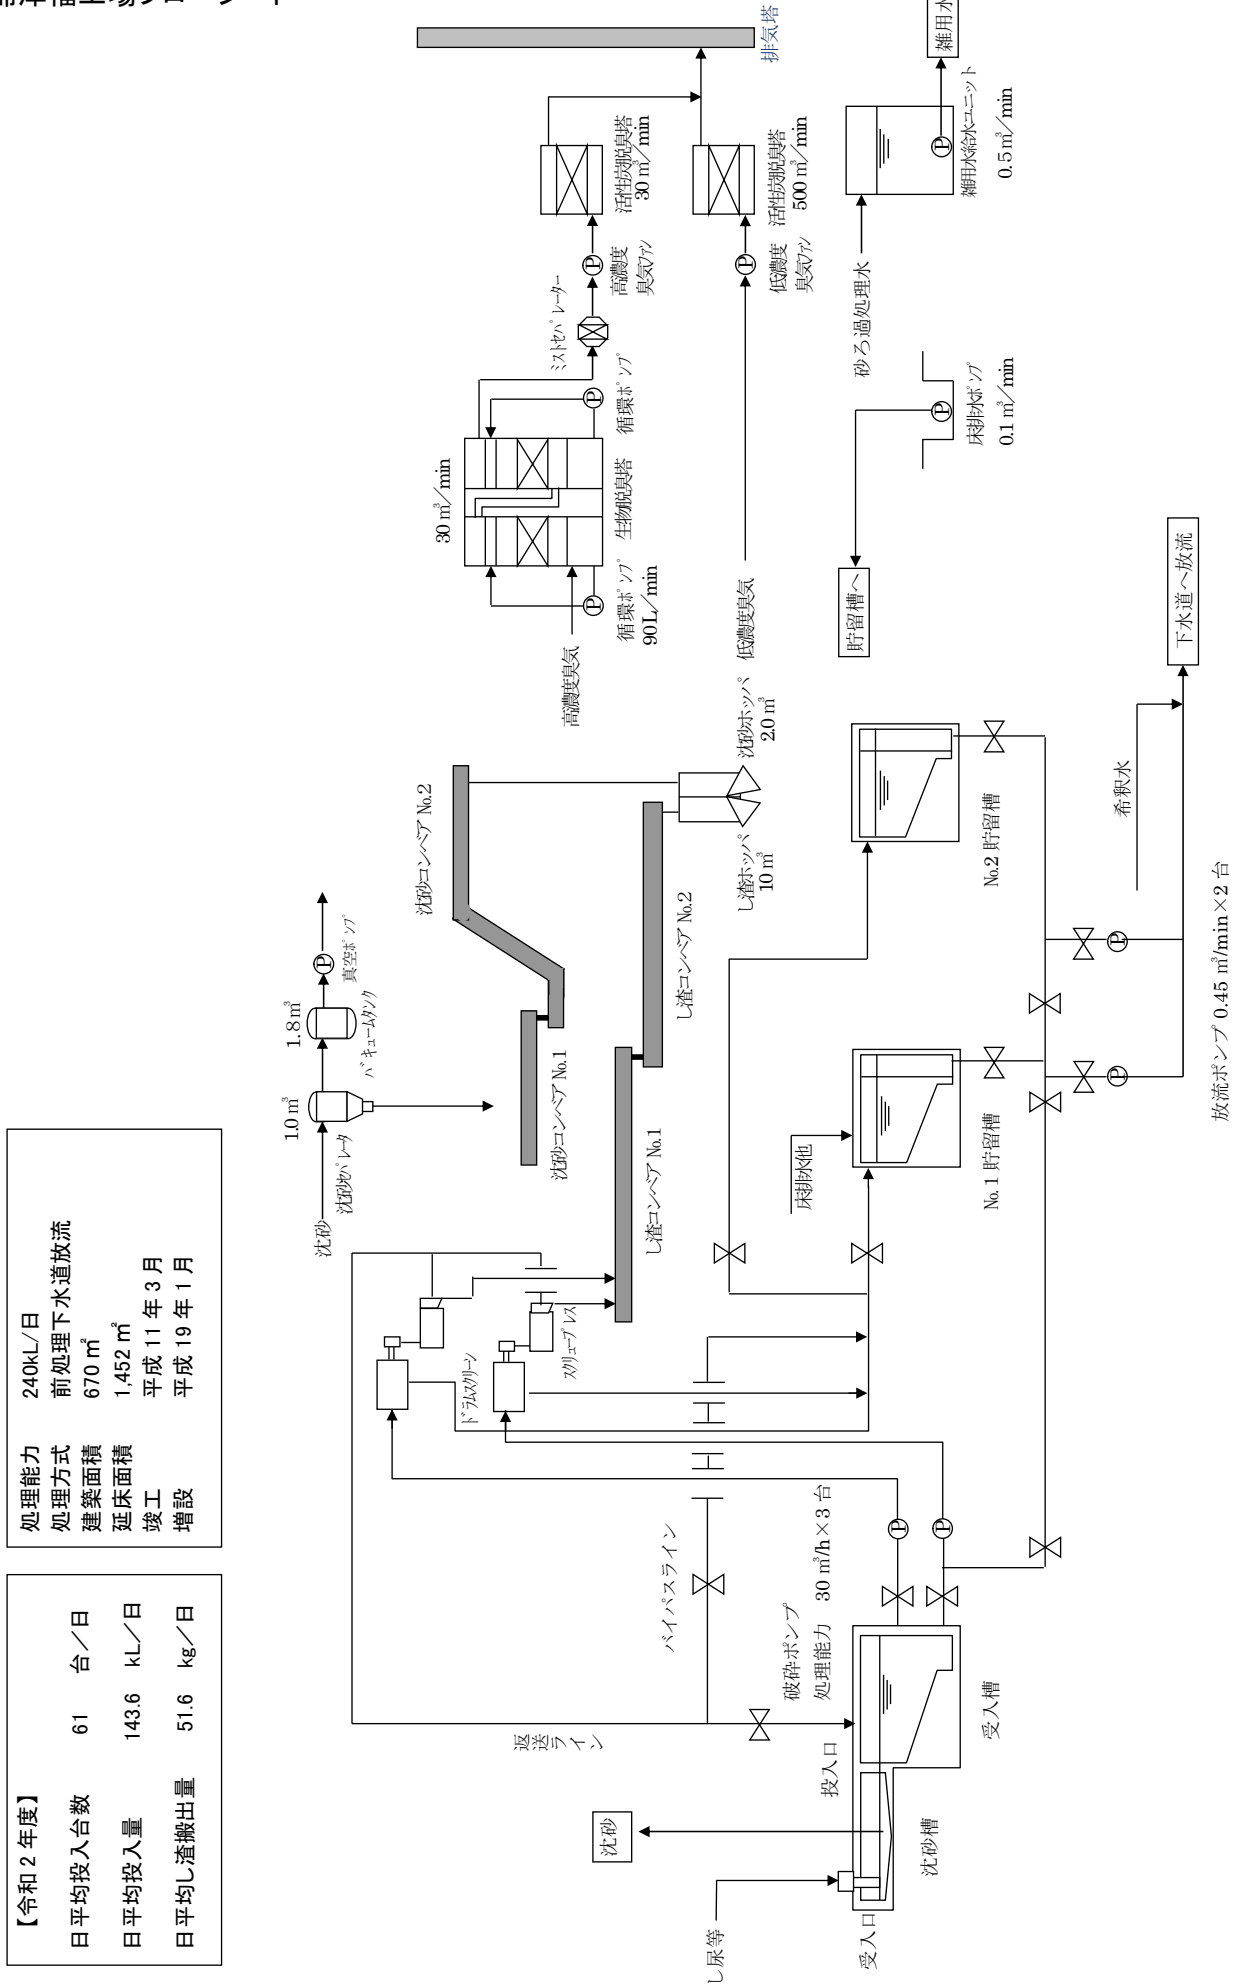 【令和２年度】
日平均投入台数 61 台／日
日平均投入量 143.6 kL／日
日平均し渣搬出量 51.6 kg／日
処理能力 240kL/日
処理方式 前処理下水道放流
建築面積 670 ㎡
延床面積 1,452 ㎡
竣工 平成 11 年 3 月
増設 平成 19 年 1 月
沈砂
沈砂セパレータ
1.0 ㎥
1.8 ㎥
バキュームタンク
真空ポンプ
沈砂コンベア No.1
沈砂コンベア No.2
し渣コンベア No.1
し渣コンベア No.2
し渣ホッパ
10 ㎥
沈砂ホッパ
2.0 ㎥
ドラムスクリーン
スクリュープレス
返送ライン
バイパスライン
破砕ポンプ
処理能力 30 ㎥/h×3 台
し尿等
受入口
沈砂
沈砂槽
投入口
受入槽
床排水他
No.1 貯留槽
No.2 貯留槽
放流ポンプ 0.45 ㎥/min×2 台
希釈水
下水道へ放流
高濃度臭気
循環ポンプ
90L／min
生物脱臭塔
30 ㎥／min
循環ポンプ
ミストセパレーター
高濃度
臭気ファン
活性炭脱臭塔
30 ㎥／min
低濃度臭気
低濃度
臭気ファン
活性炭脱臭塔
500 ㎥／min
排気塔
貯留槽へ
床排水ポンプ
0.1 ㎥／min
砂ろ過処理水
雑用水給水ユニット
0.5 ㎥／min
雑用水
P
P
P
P
P
P
P
P
P
P
P